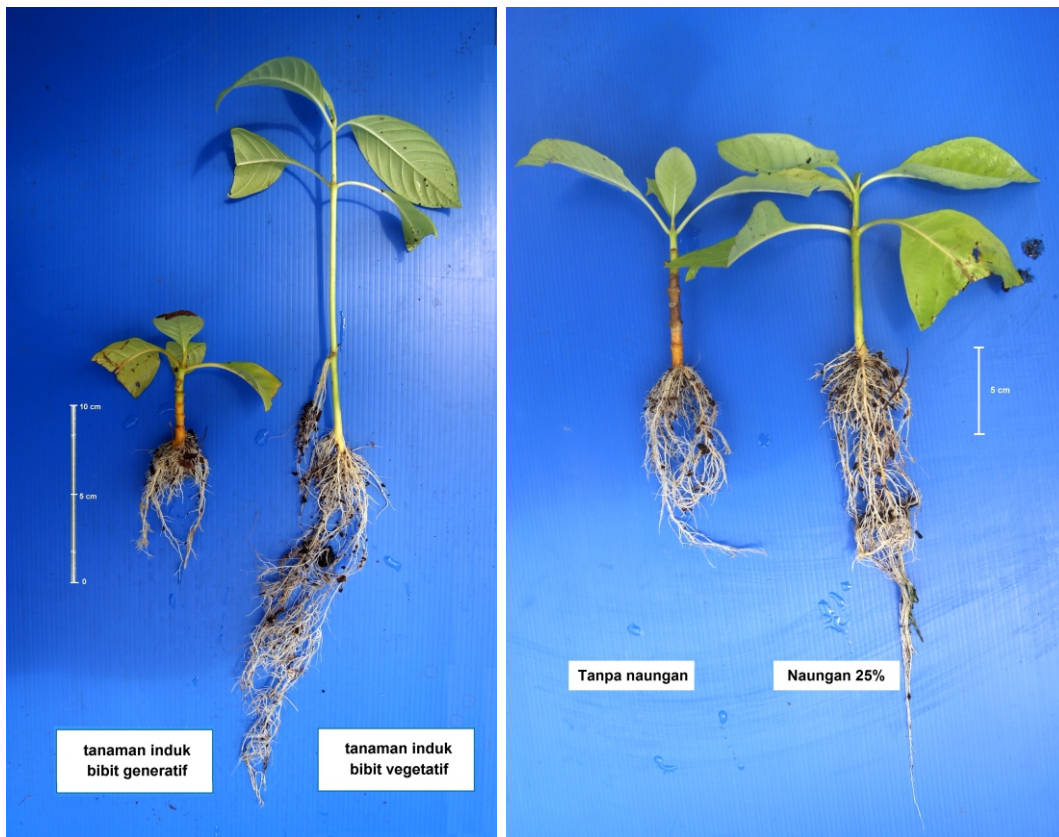 10 cm
5 cm
0
tanaman induk
bibit generatif
tanaman induk
bibit vegetatif
5 cm
Tanpa naungan
Naungan 25%